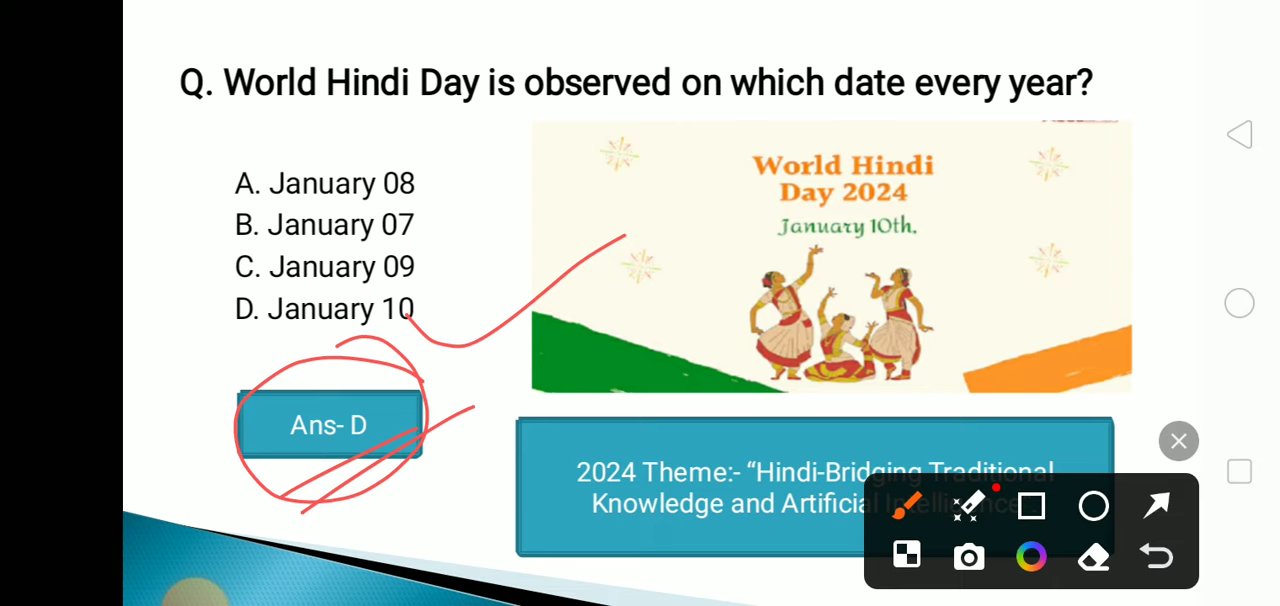 Q. World Hindi Day is observed on which date every year?
A. January 08
B. January 07
C. January 09
D. January 10
World Hindi
Day 2024
January 10th.
Ans- D
2024 Theme:- “Hindi-Bridging Traditional
Knowledge and Artificial Intelligence”.